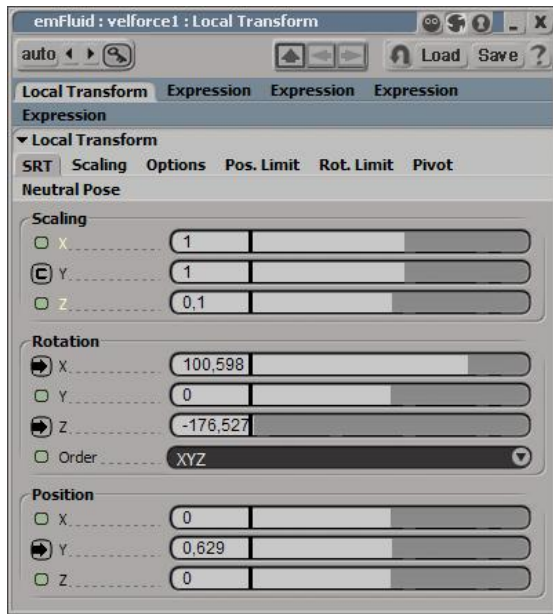 emFluid : velforce1 : Local Transform
auto Load Save ?
Local Transform Expression Expression Expression
Expression
Local Transform
SRT Scaling Options Pos. Limit Rot. Limit Pivot
Neutral Pose
Scaling
X 1
C Y 1
Z 0,1
Rotation
X 100,598
Y 0
Z -176,527
Order XYZ
Position
X 0
Y 0,629
Z 0